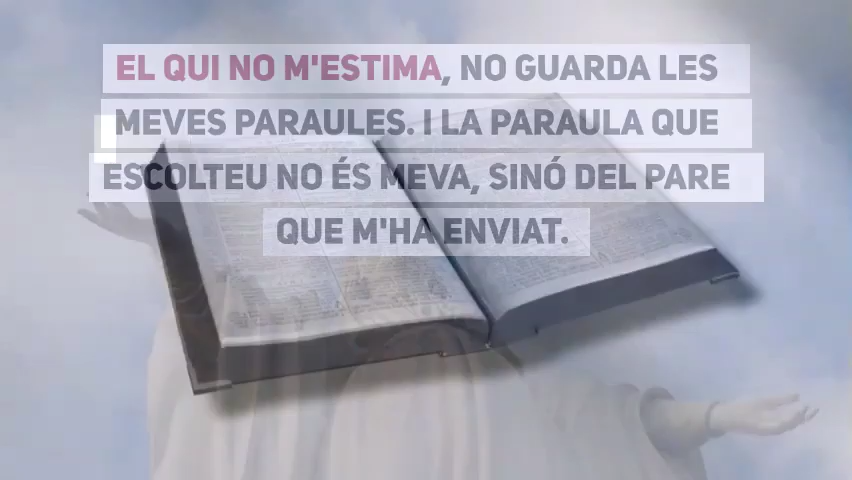 EL QUI NO M'ESTIMA, NO GUARDA LES
MEVES PARAULES. I LA PARAULA QUE
ESCOLTEU NO ÉS MEVA, SINÓ DEL PARE
QUE M'HA ENVIAT.